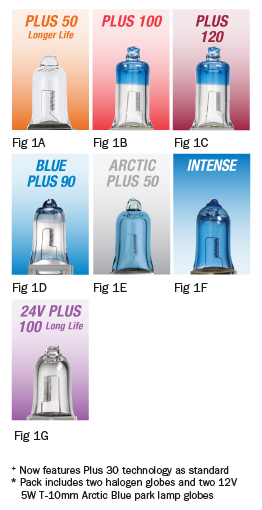 PLUS 50
Longer Life
PLUS 100
PLUS
120
Fig 1A
Fig 1B
Fig 1C
BLUE
PLUS 90
ARCTIC
PLUS 50
INTENSE
Fig 1D
Fig 1E
Fig 1F
24V PLUS
100 Long Life
Fig 1G
+ Now features Plus 30 technology as standard
* Pack includes two halogen globes and two 12V
5W T-10mm Arctic Blue park lamp globes